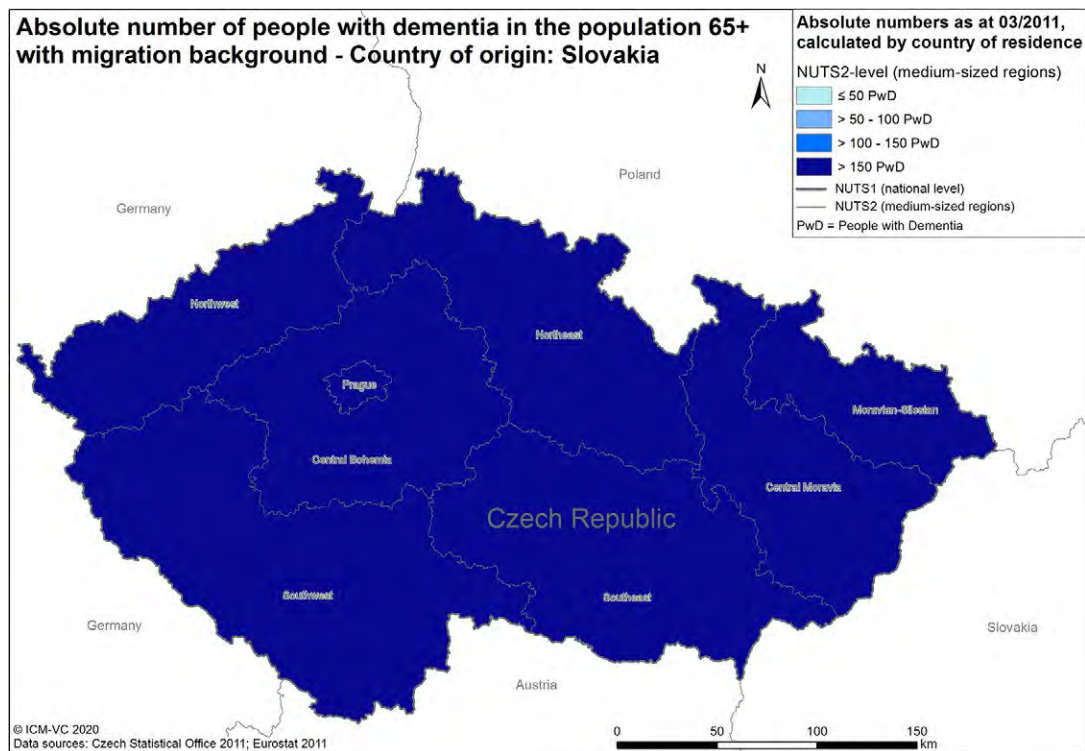 Absolute number of people with dementia in the population 65+
with migration background - Country of origin: Slovakia
Absolute numbers as at 03/2011,
calculated by country of residence
NUTS2-level (medium-sized regions)
≤ 50 PwD
> 50 - 100 PwD
> 100 - 150 PwD
> 150 PwD
NUTS1 (national level)
NUTS2 (medium-sized regions)
PwD = People with Dementia
N
Poland
Germany
Northwest
Northeast
Prague
Moravian-Silesian
Central Bohemia
Central Moravia
Czech Republic
Southwest
Southeast
Germany
Slovakia
Austria
© ICM-VC 2020
Data sources: Czech Statistical Office 2011; Eurostat 2011
0 50 100 150
km